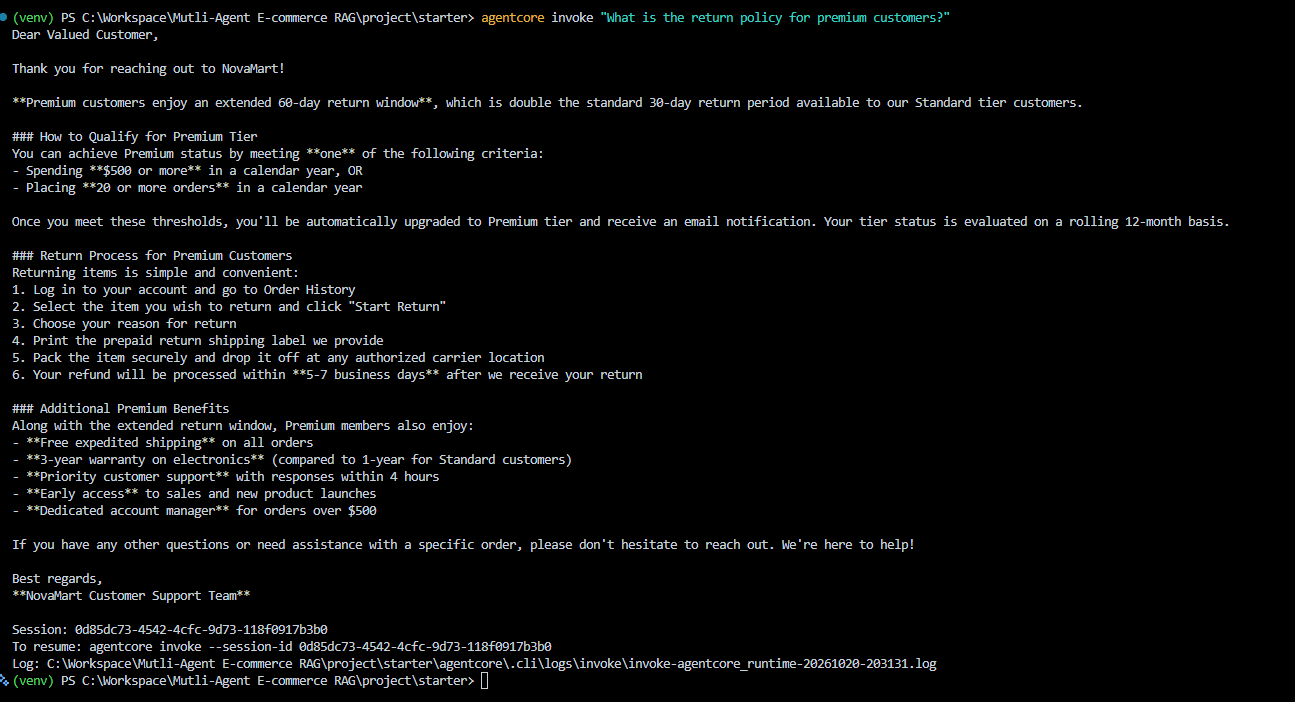 (venv) PS C:\Workspace\Mutli-Agent E-commerce RAG\project\starter> agentcore invoke "What is the return policy for premium customers?"
Dear Valued Customer,

Thank you for reaching out to NovaMart!

**Premium customers enjoy an extended 60-day return window**, which is double the standard 30-day return period available to our Standard tier customers.

### How to Qualify for Premium Tier
You can achieve Premium status by meeting **one** of the following criteria:
- Spending **$500 or more** in a calendar year, OR
- Placing **20 or more orders** in a calendar year

Once you meet these thresholds, you'll be automatically upgraded to Premium tier and receive an email notification. Your tier status is evaluated on a rolling 12-month basis.

### Return Process for Premium Customers
Returning items is simple and convenient:
1. Log in to your account and go to Order History
2. Select the item you wish to return and click "Start Return"
3. Choose your reason for return
4. Print the prepaid return shipping label we provide
5. Pack the item securely and drop it off at any authorized carrier location
6. Your refund will be processed within **5-7 business days** after we receive your return

### Additional Premium Benefits
Along with the extended return window, Premium members also enjoy:
- **Free expedited shipping** on all orders
- **3-year warranty on electronics** (compared to 1-year for Standard customers)
- **Priority customer support** with responses within 4 hours
- **Early access** to sales and new product launches
- **Dedicated account manager** for orders over $500

If you have any other questions or need assistance with a specific order, please don't hesitate to reach out. We're here to help!

Best regards,
**NovaMart Customer Support Team**

Session: 0d85dc73-4542-4cfc-9d73-118f0917b3b0
To resume: agentcore invoke --session-id 0d85dc73-4542-4cfc-9d73-118f0917b3b0
Log: C:\Workspace\Mutli-Agent E-commerce RAG\project\starter\agentcore\.cli\logs\invoke\invoke-agentcore_runtime-20261020-203131.log
(venv) PS C:\Workspace\Mutli-Agent E-commerce RAG\project\starter>